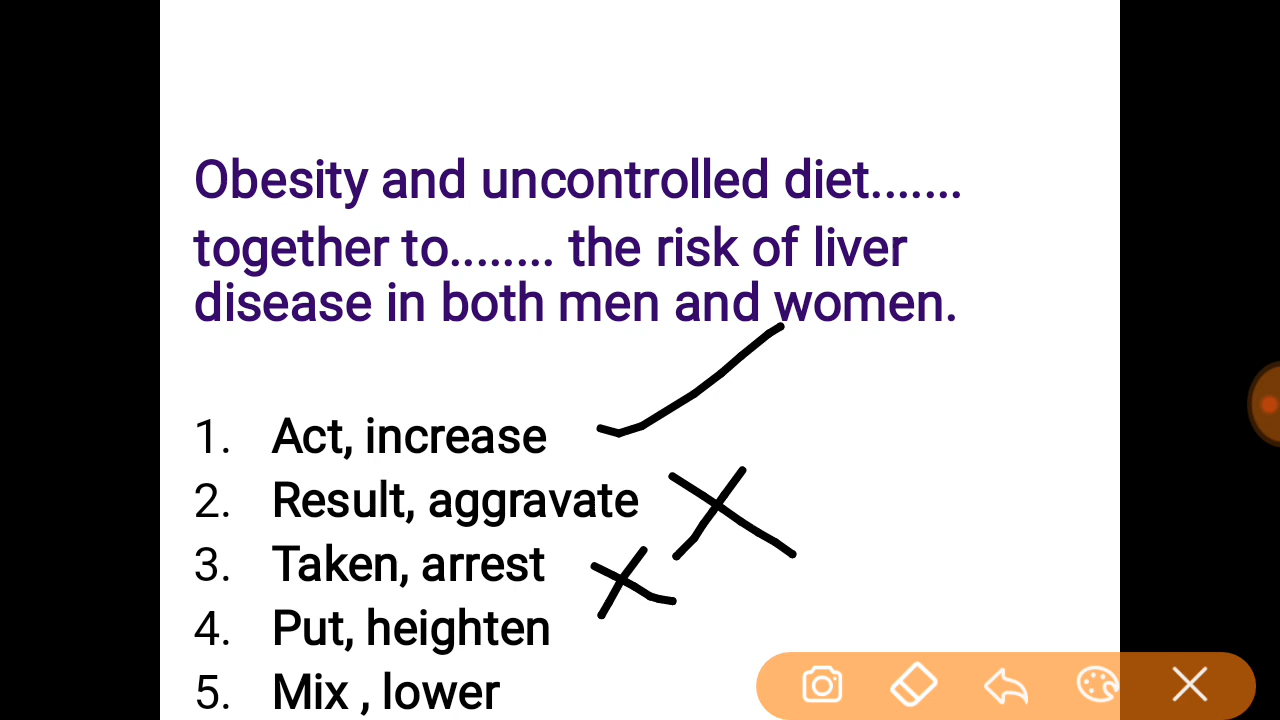 Obesity and uncontrolled diet.......
together to........ the risk of liver
disease in both men and women.
1. Act, increase
2. Result, aggravate
3. Taken, arrest
4. Put, heighten
5. Mix , lower